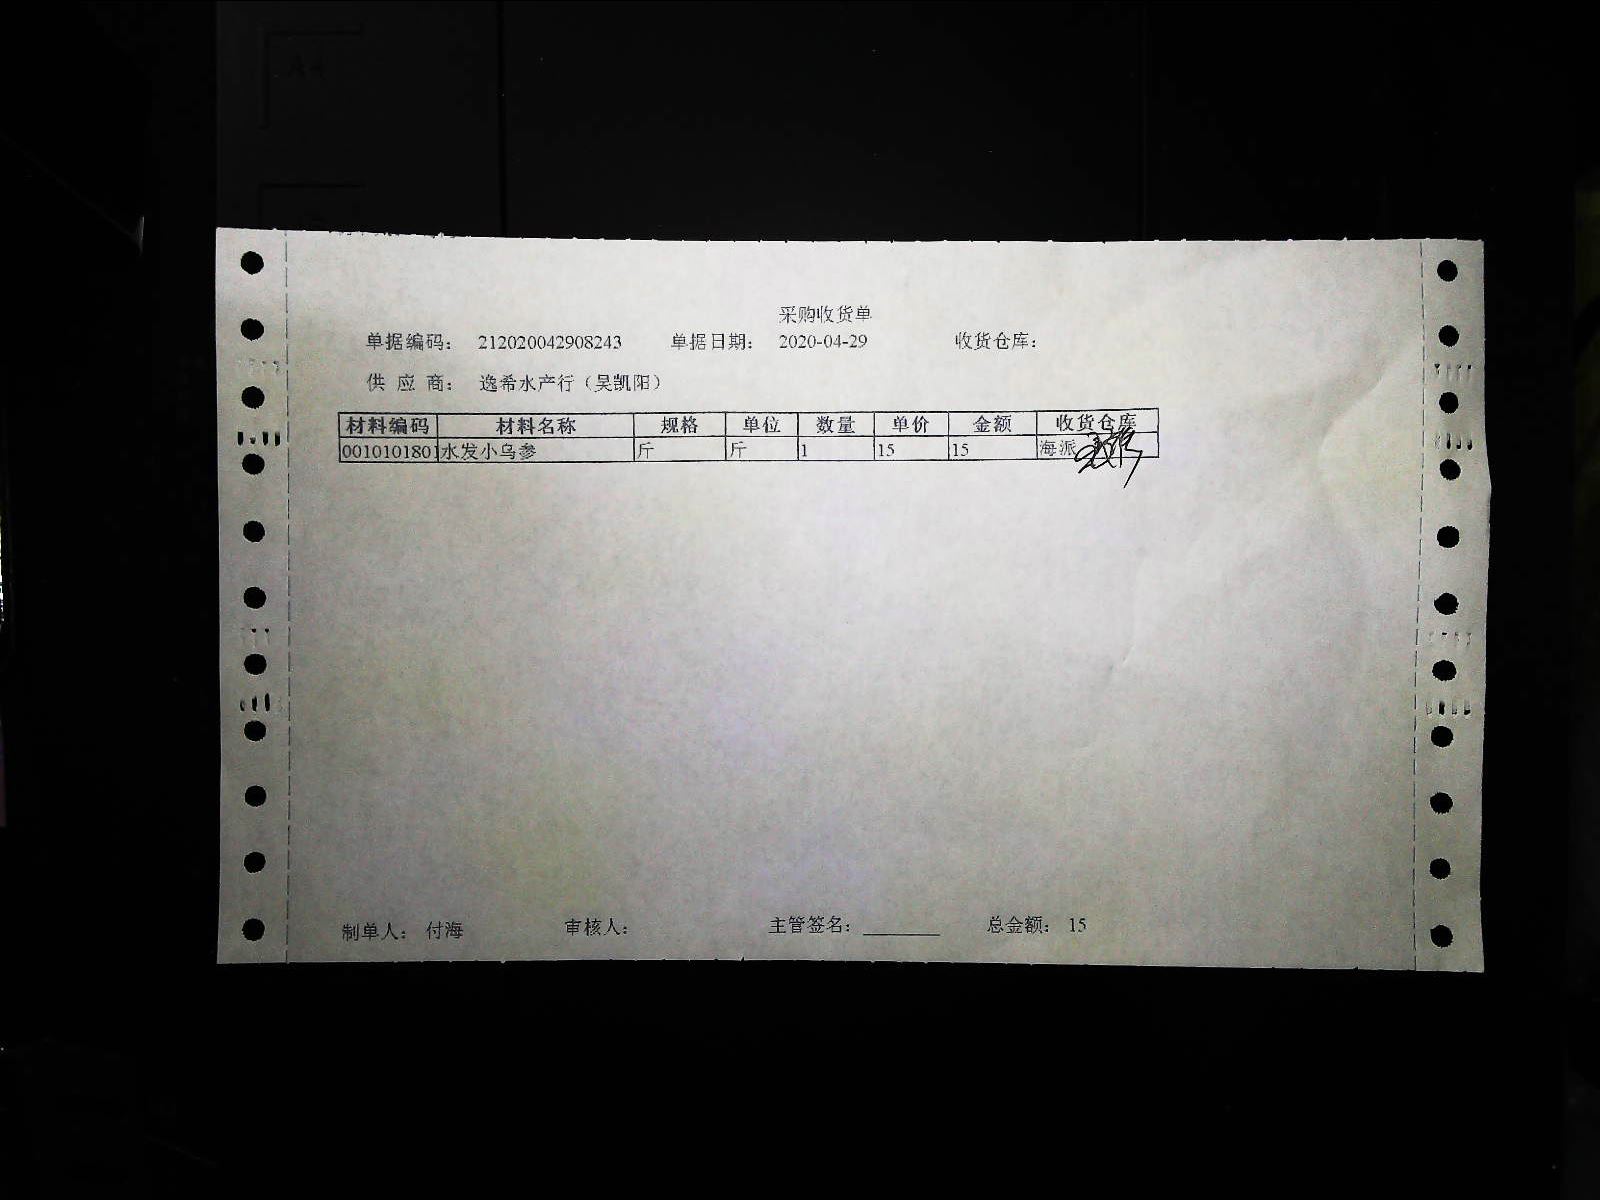 采购收货单
单据编码： 212020042908243 单据日期： 2020-04-29 收货仓库：
供 应 商： 逸希水产行（吴凯阳）
材料编码 材料名称 规格 单位 数量 单价 金额 收货仓库
0010101801 水发小乌参 斤 斤 1 15 15 海派
制单人： 付海 审核人： 主管签名： ________ 总金额： 15